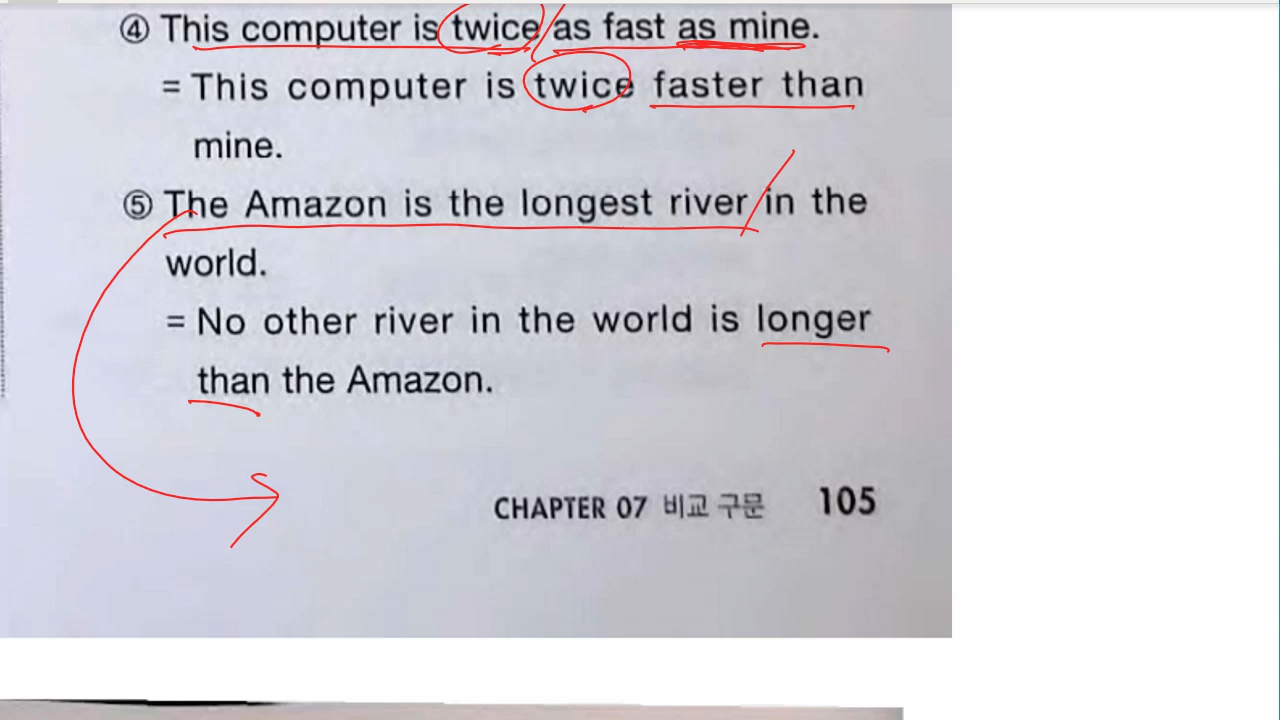 ④ This computer is twice as fast as mine.
= This computer is twice faster than
mine.
⑤ The Amazon is the longest river in the
world.
= No other river in the world is longer
than the Amazon.
CHAPTER 07 비교 구문 105